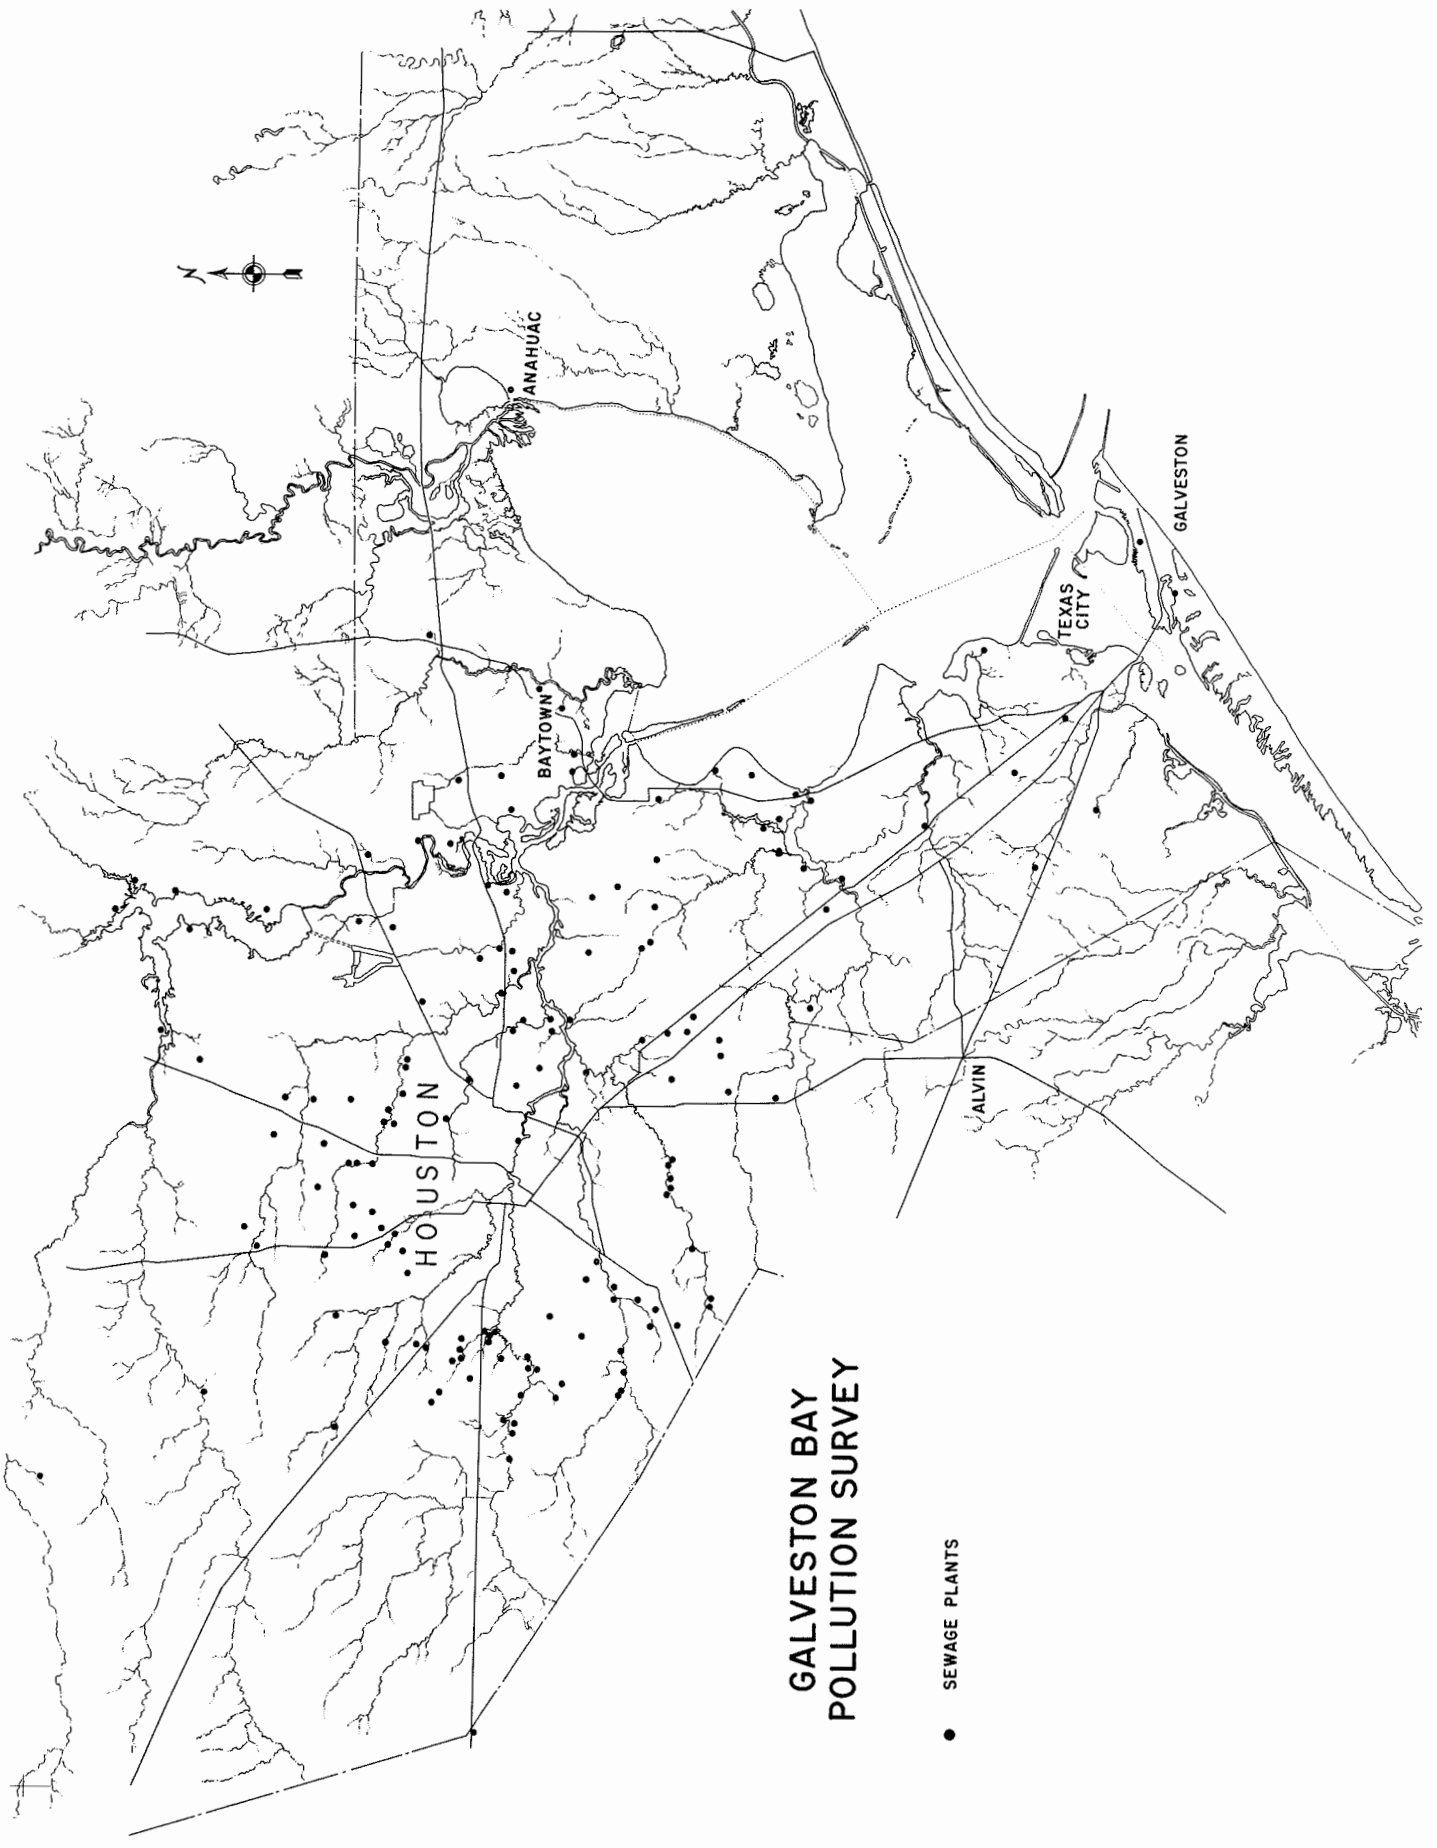 N
ANAHUAC
BAYTOWN
GALVESTON
TEXAS
CITY
HOUSTON
ALVIN
GALVESTON BAY
POLLUTION SURVEY
SEWAGE PLANTS